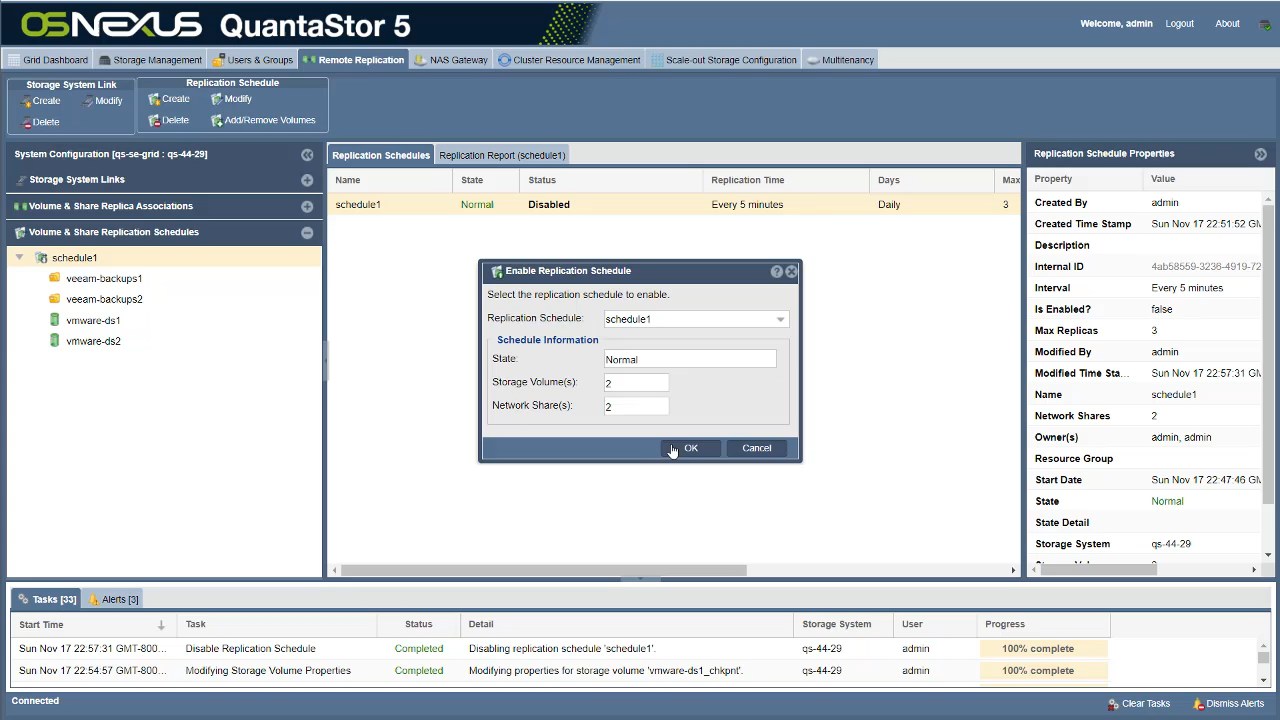 OSNEXUS QuantaStor 5
Welcome, admin Logout About
Grid Dashboard Storage Management Users & Groups Remote Replication NAS Gateway Cluster Resource Management Scale-out Storage Configuration Multitenancy
Storage System Link
Create Modify
Delete
Replication Schedule
Create Modify
Delete Add/Remove Volumes
System Configuration [qs-se-grid : qs-44-29]
Storage System Links
Volume & Share Replica Associations
Volume & Share Replication Schedules
schedule1
veeam-backups1
veeam-backups2
vmware-ds1
vmware-ds2
Replication Schedules Replication Report (schedule1)
Name State Status Replication Time Days Max
schedule1 Normal Disabled Every 5 minutes Daily 3
Enable Replication Schedule
Select the replication schedule to enable.
Replication Schedule: schedule1
Schedule Information
State: Normal
Storage Volume(s): 2
Network Share(s): 2
OK Cancel
Replication Schedule Properties
Property Value
Created By admin
Created Time Stamp Sun Nov 17 22:51:52 GM
Description
Internal ID 4ab58559-3236-4919-72
Interval Every 5 minutes
Is Enabled? false
Max Replicas 3
Modified By admin
Modified Time Sta... Sun Nov 17 22:57:31 GM
Name schedule1
Network Shares 2
Owner(s) admin, admin
Resource Group
Start Date Sun Nov 17 22:47:46 GM
State Normal
State Detail
Storage System qs-44-29
Tasks [33] Alerts [3]
Start Time Task Status Detail Storage System User Progress
Sun Nov 17 22:57:31 GMT-800... Disable Replication Schedule Completed Disabling replication schedule 'schedule1'. qs-44-29 admin 100% complete
Sun Nov 17 22:54:57 GMT-800... Modifying Storage Volume Properties Completed Modifying properties for storage volume 'vmware-ds1_chkpnt'. qs-44-29 admin 100% complete
Connected Clear Tasks Dismiss Alerts